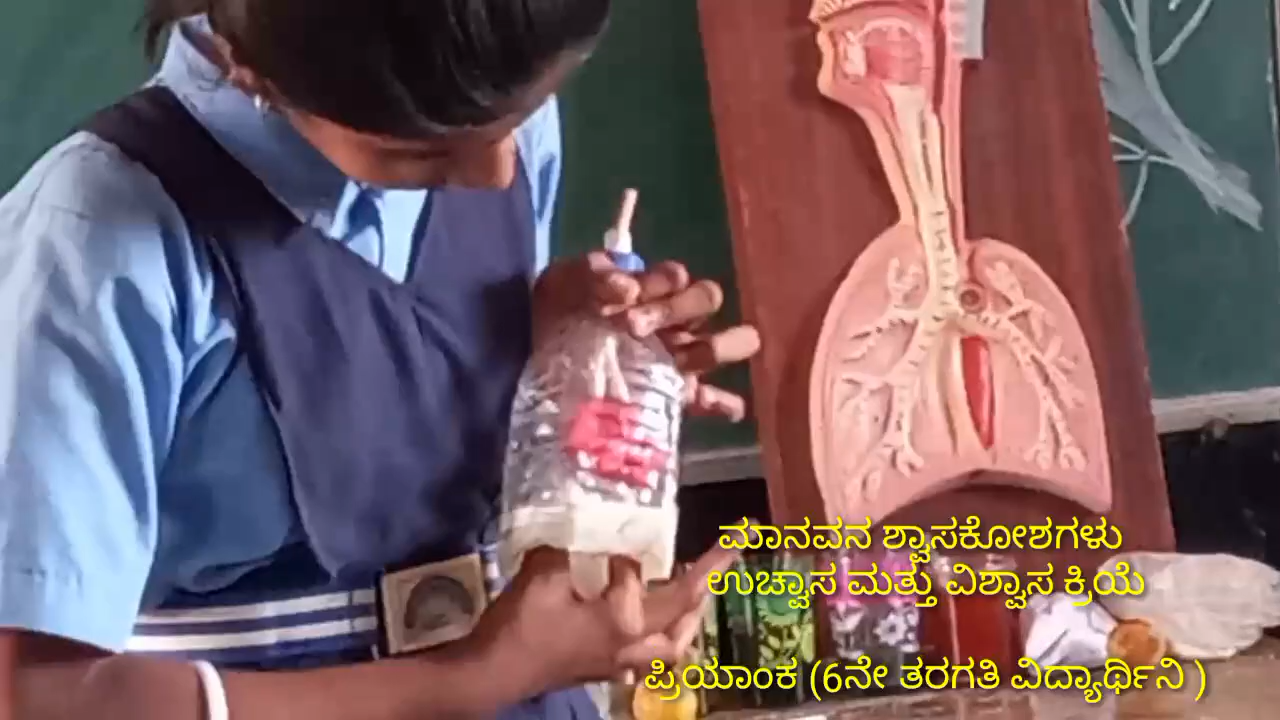 ಮಾನವನ ಶ್ವಾಸಕೋಶಗಳು
ಉಚ್ವಾಸ ಮತ್ತು ವಿಶ್ವಾಸ ಕ್ರಿಯೆ
ಪ್ರಿಯಾಂಕ (6ನೇ ತರಗತಿ ವಿದ್ಯಾರ್ಥಿನಿ )